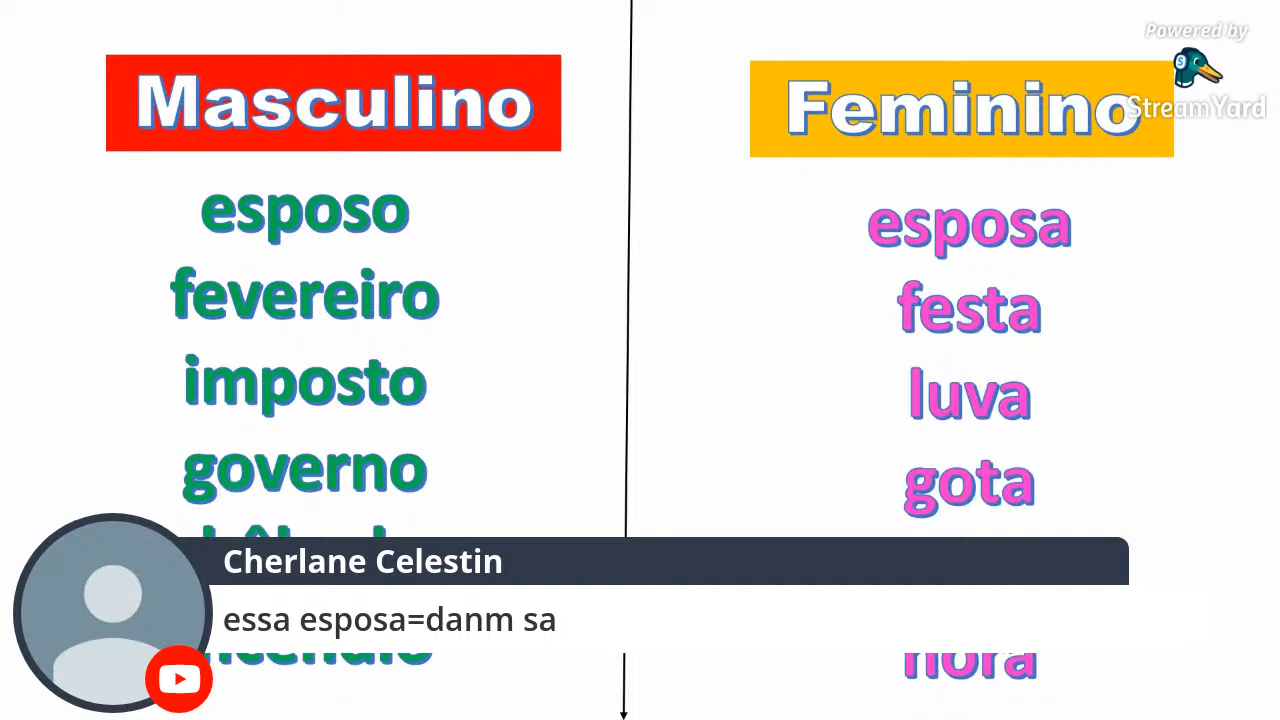 Masculino
esposo
fevereiro
imposto
governo
Feminino
esposa
festa
luva
gota
Powered by
StreamYard
Cherlane Celestin
essa esposa=danm sa